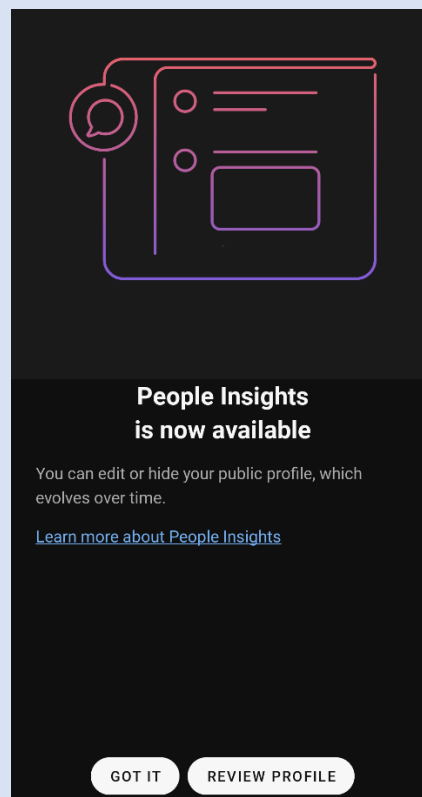 People Insights
is now available
You can edit or hide your public profile, which
evolves over time.
Learn more about People Insights
GOT IT
REVIEW PROFILE